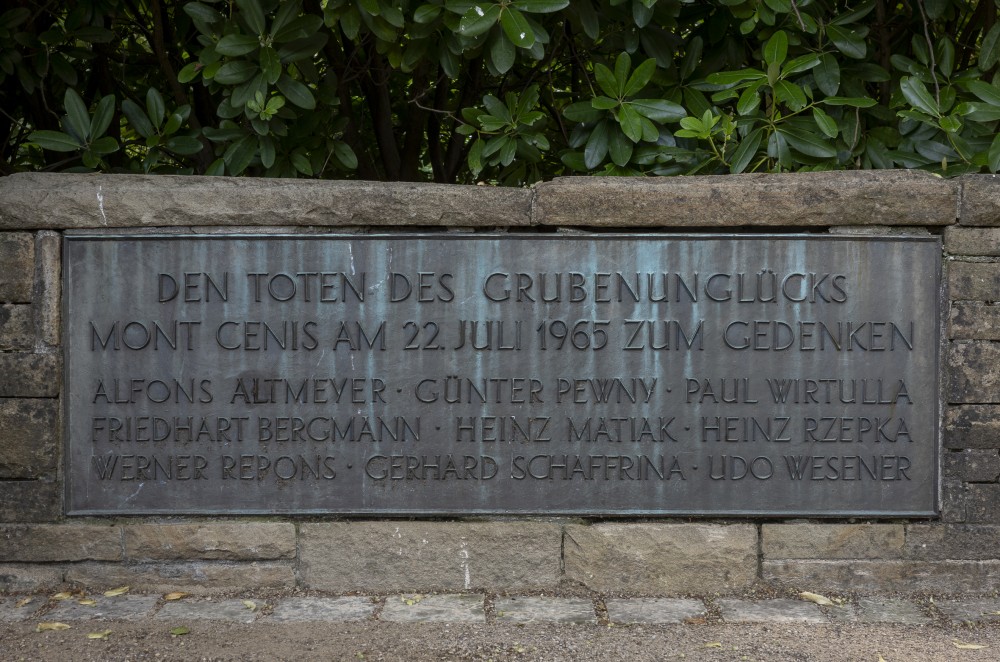 DEN TOTEN DES GRUBENUNGLÜCKS
MONT CENIS AM 22. JULI 1965 ZUM GEDENKEN
ALFONS ALTMEYER · GÜNTER PEWNY · PAUL WIRTULLA
FRIEDHART BERGMANN · HEINZ MATIAK · HEINZ RZEPKA
WERNER REPONS · GERHARD SCHAFFRINA · UDO WESENER